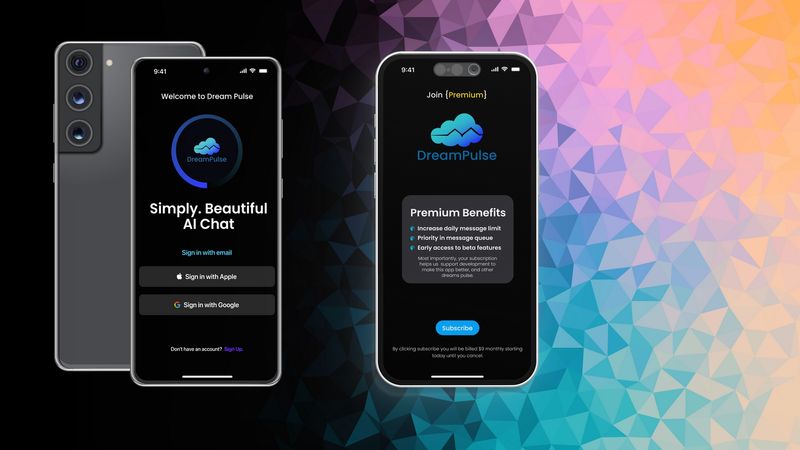 9:41
Welcome to Dream Pulse
DreamPulse
Simply. Beautiful
AI Chat
Sign in with email
Sign in with Apple
Sign in with Google
Don't have an account? Sign Up.
9:41
Join {Premium}
DreamPulse
Premium Benefits
Increase daily message limit
Priority in message queue
Early access to beta features
Most importantly, your subscription
helps us support development to
make this app better, and other
dreams pulse.
Subscribe
By clicking subscribe you will be billed $9 monthly starting
today until you cancel.